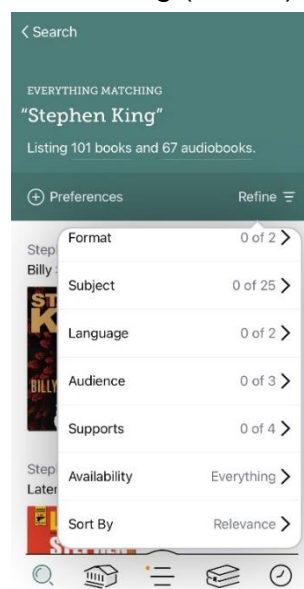 < Search
EVERYTHING MATCHING
“Stephen King”
Listing 101 books and 67 audiobooks.
Preferences
Refine
Format 0 of 2 >
Subject 0 of 25 >
Language 0 of 2 >
Audience 0 of 3 >
Supports 0 of 4 >
Availability Everything >
Sort By Relevance >
Step
Billy
ST
K
BILLY
Step
Later
STEPHEN